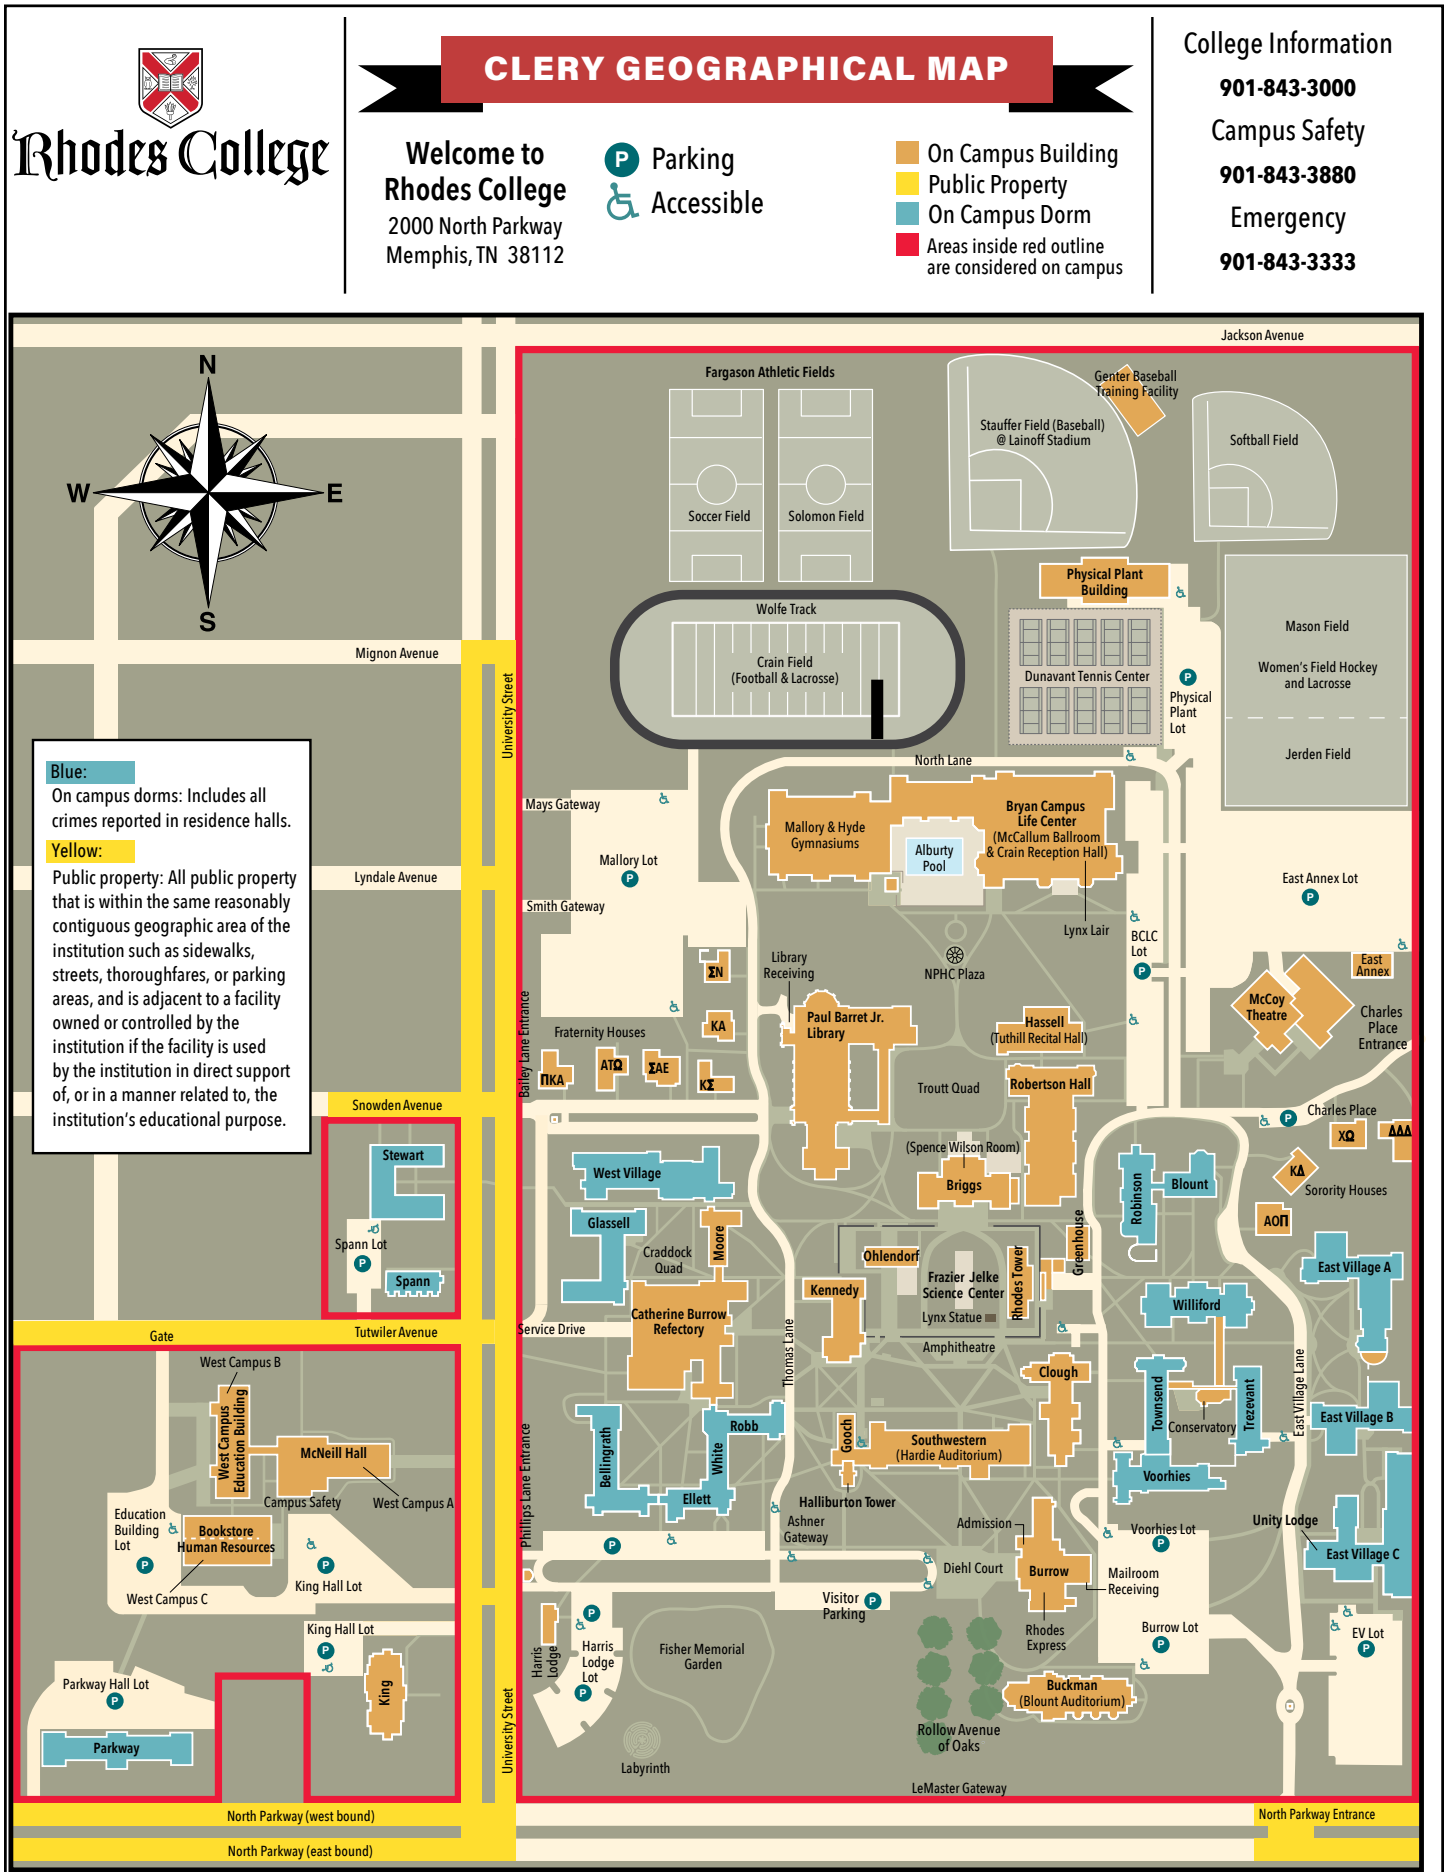 Rhodes College
CLERY GEOGRAPHICAL MAP
Welcome to
Rhodes College
2000 North Parkway
Memphis, TN 38112
P Parking
Accessible
On Campus Building
Public Property
On Campus Dorm
Areas inside red outline
are considered on campus
College Information
901-843-3000
Campus Safety
901-843-3880
Emergency
901-843-3333
Jackson Avenue
N
W
E
S
Fargason Athletic Fields
Soccer Field
Solomon Field
Stauffer Field (Baseball)
@ Lainoff Stadium
Genter Baseball
Training Facility
Softball Field
Physical Plant
Building
Wolfe Track
Crain Field
(Football & Lacrosse)
Dunavant Tennis Center
P
Physical
Plant
Lot
Mason Field
Women's Field Hockey
and Lacrosse
Jerden Field
Mignon Avenue
University Street
Blue:
On campus dorms: Includes all
crimes reported in residence halls.
Yellow:
Public property: All public property
that is within the same reasonably
contiguous geographic area of the
institution such as sidewalks,
streets, thoroughfares, or parking
areas, and is adjacent to a facility
owned or controlled by the
institution if the facility is used
by the institution in direct support
of, or in a manner related to, the
institution's educational purpose.
North Lane
Mays Gateway
Mallory Lot
P
Lyndale Avenue
Smith Gateway
Mallory & Hyde
Gymnasiums
Alburty
Pool
Bryan Campus
Life Center
(McCallum Ballroom
& Crain Reception Hall)
Lynx Lair
BCLC
Lot
P
East Annex Lot
P
East
Annex
McCoy
Theatre
Charles
Place
Entrance
Library
Receiving
NPHC Plaza
ΣN
KA
Fraternity Houses
ΠKA
ATΩ
ΣAE
KΣ
Bailey Lane Entrance
Paul Barret Jr.
Library
Hassell
(Tuthill Recital Hall)
Troutt Quad
Robertson Hall
Snowden Avenue
Charles Place
P
XΩ
ΔΔΔ
KΔ
Sorority Houses
AOΠ
Stewart
Spann Lot
P
Spann
West Village
Glassell
Craddock
Quad
Moore
(Spence Wilson Room)
Briggs
Robinson
Blount
Greenhouse
Ohlendorf
Kennedy
Frazier Jelke
Science Center
Rhodes Tower
Lynx Statue
Amphitheatre
Williford
East Village A
Catherine Burrow
Refectory
Service Drive
Thomas Lane
Gate
Tutwiler Avenue
West Campus B
West Campus
Education Building
McNeill Hall
Campus Safety
West Campus A
Education
Building
Lot
P
Bookstore
Human Resources
West Campus C
P
King Hall Lot
King Hall Lot
P
King
Parkway Hall Lot
P
Parkway
Phillips Lane Entrance
Bellingrath
Robb
White
Ellett
Gooch
Southwestern
(Hardie Auditorium)
Halliburton Tower
Clough
Townsend
Conservatory
Trezevant
Voorhies
East Village Lane
East Village B
Unity Lodge
East Village C
Ashner
Gateway
P
Diehl Court
Admission
Burrow
Mailroom
Receiving
Voorhies Lot
P
Visitor
Parking
P
Rhodes
Express
Burrow Lot
P
EV Lot
P
Harris
Lodge
P
Harris
Lodge
Lot
P
Fisher Memorial
Garden
Labyrinth
Rollow Avenue
of Oaks
Buckman
(Blount Auditorium)
University Street
LeMaster Gateway
North Parkway (west bound)
North Parkway Entrance
North Parkway (east bound)